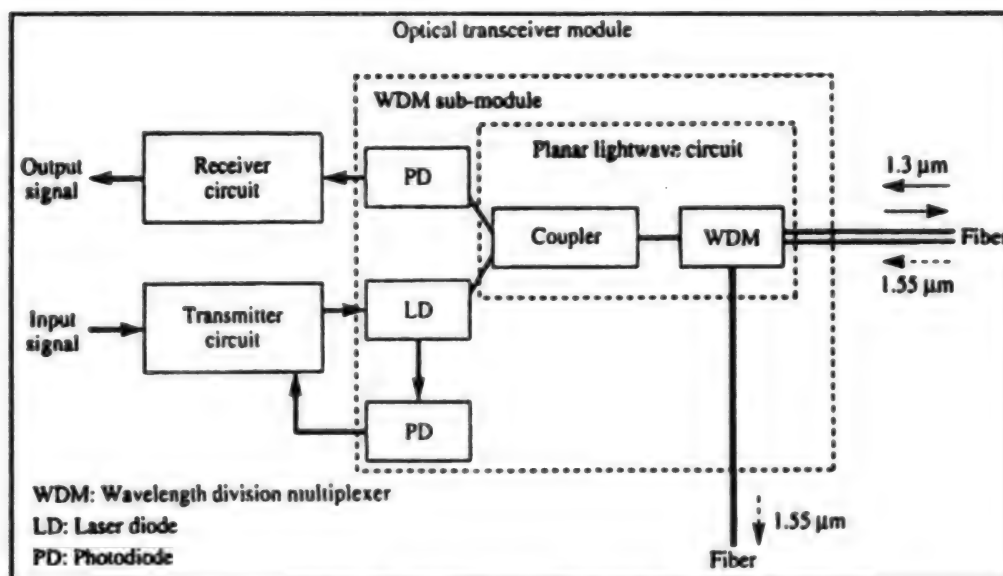 Optical transceiver module
WDM sub-module
Planar lightwave circuit
Output
signal
Receiver
circuit
PD
1.3 µm
Coupler
WDM
Fiber
1.55 µm
Input
signal
Transmitter
circuit
LD
PD
WDM: Wavelength division multiplexer
LD: Laser diode
PD: Photodiode
1.55 µm
Fiber